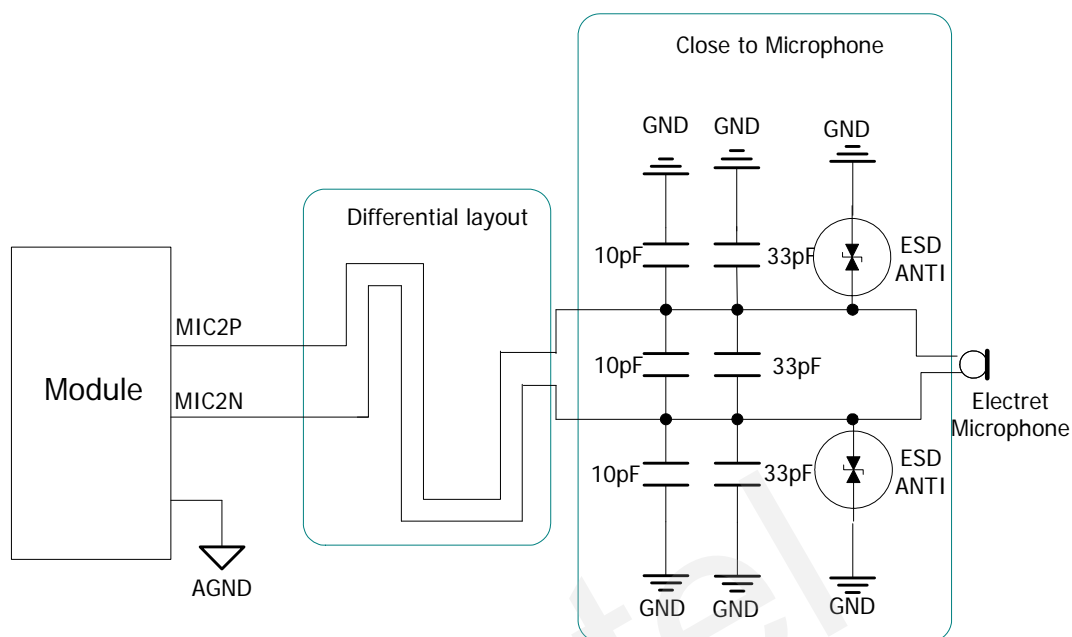 Close to Microphone
GND
GND
GND
Differential layout
10pF
33pF
ESD
ANTI
MIC2P
10pF
33pF
Module
MIC2N
Electret
Microphone
10pF
33pF
ESD
ANTI
AGND
GND
GND
GND